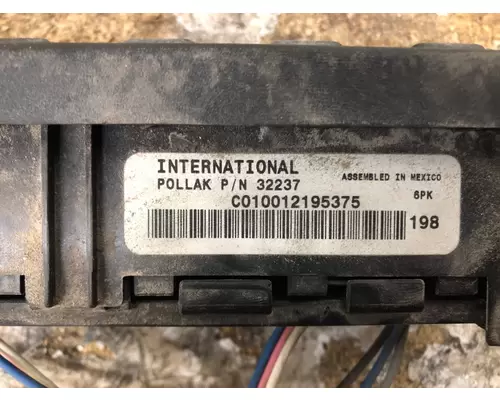 INTERNATIONAL
POLLAK P/N 32237
ASSEMBLED IN MEXICO
C010012195375
6PK
198